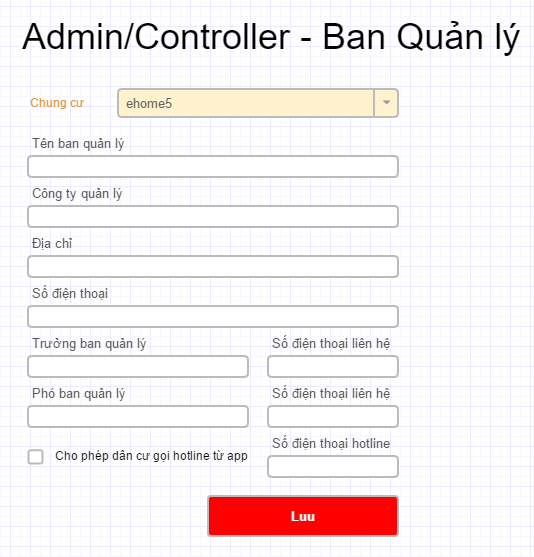 Admin/Controller - Ban Quản lý
Chung cư
ehome5
Tên ban quản lý
Công ty quản lý
Địa chỉ
Số điện thoại
Trưởng ban quản lý
Số điện thoại liên hệ
Phó ban quản lý
Số điện thoại liên hệ
Số điện thoại hotline
Cho phép dân cư gọi hotline từ app
Luu